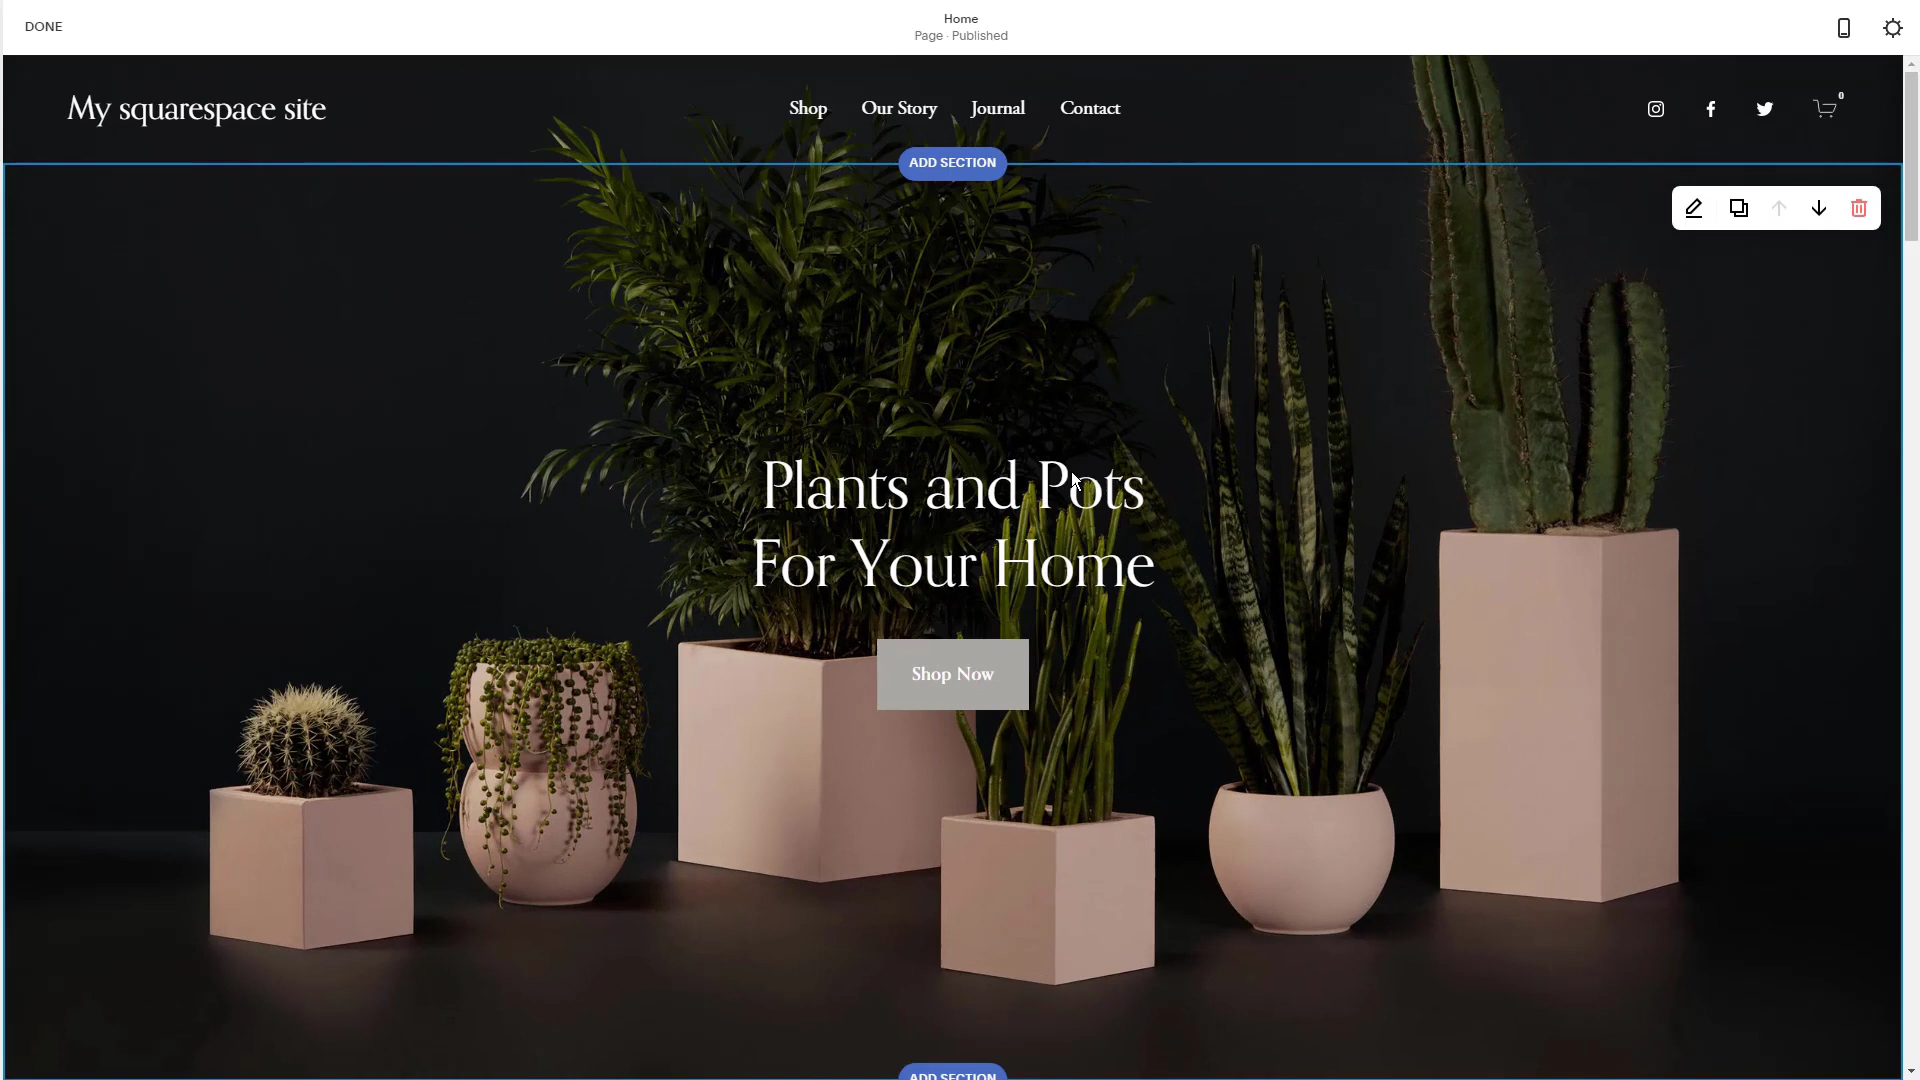 DONE
Home
Page · Published
My squarespace site
Shop
Our Story
Journal
Contact
0
ADD SECTION
Plants and Pots
For Your Home
Shop Now
ADD SECTION